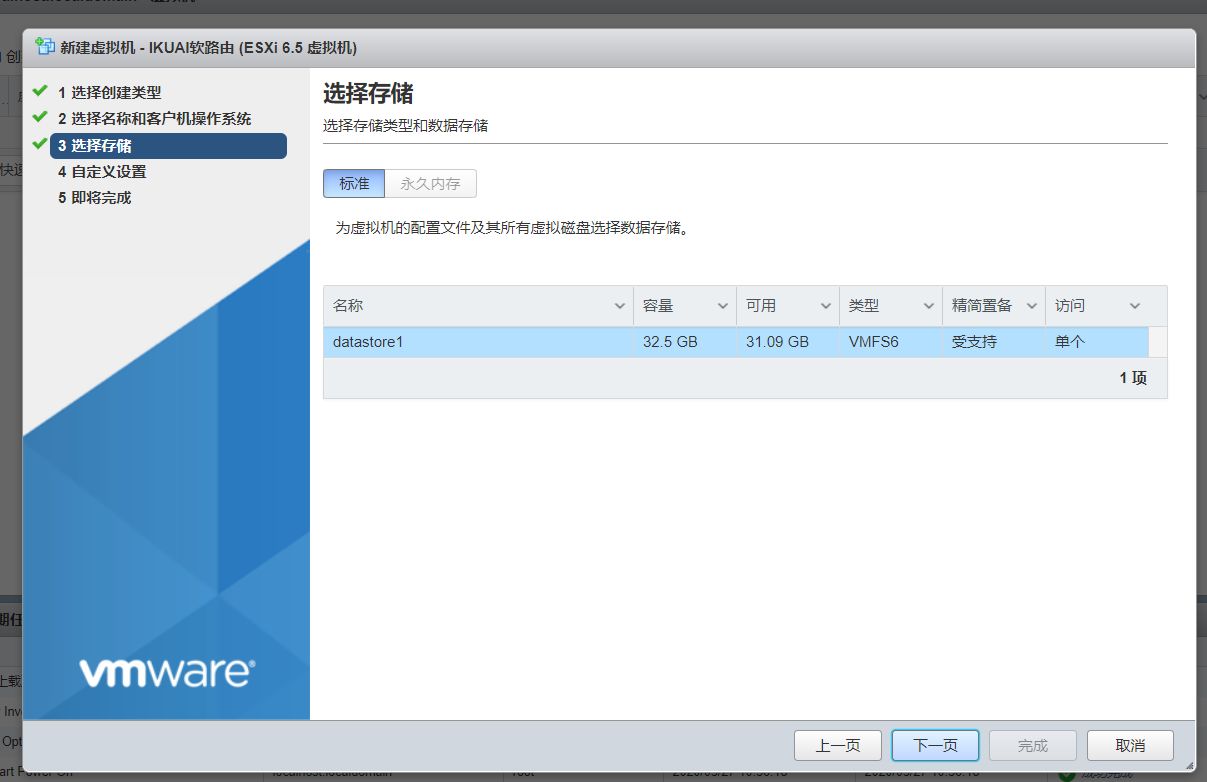 新建虚拟机 - IKUAI软路由 (ESXi 6.5 虚拟机)
1 选择创建类型
2 选择名称和客户机操作系统
3 选择存储
4 自定义设置
5 即将完成
选择存储
选择存储类型和数据存储
标准 永久内存
为虚拟机的配置文件及其所有虚拟磁盘选择数据存储。
名称 容量 可用 类型 精简置备 访问
datastore1 32.5 GB 31.09 GB VMFS6 受支持 单个
1 项
vmware®
上一页 下一页 完成 取消